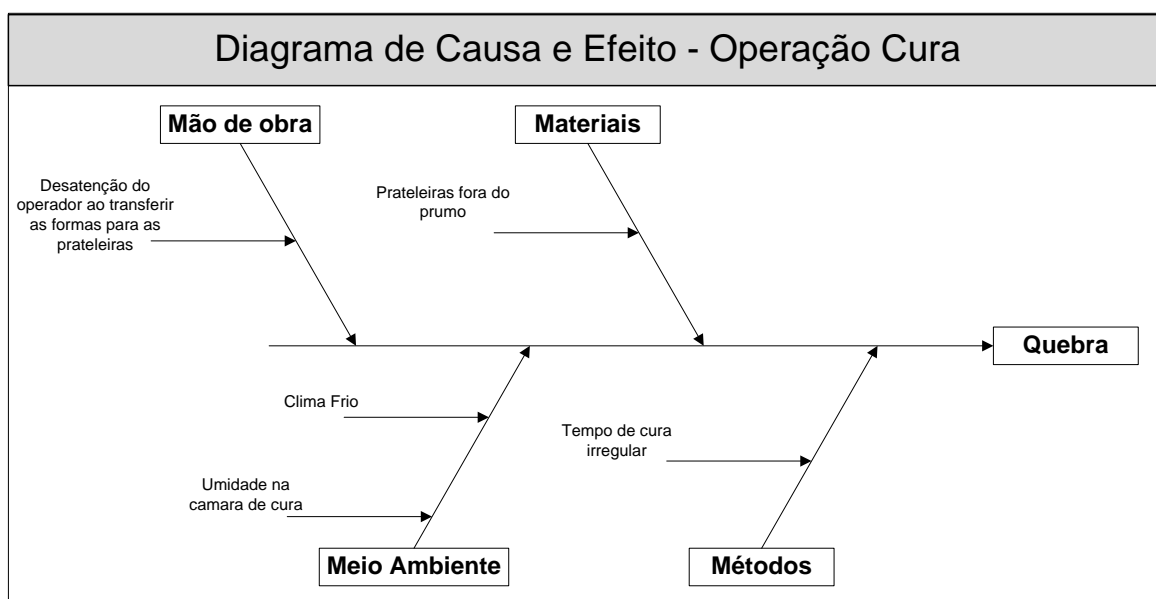 Diagrama de Causa e Efeito - Operação Cura
Mão de obra
Materiais
Desatenção do
operador ao transferir
as formas para as
prateleiras
Prateleiras fora do
prumo
Quebra
Clima Frio
Tempo de cura
irregular
Umidade na
camara de cura
Meio Ambiente
Métodos